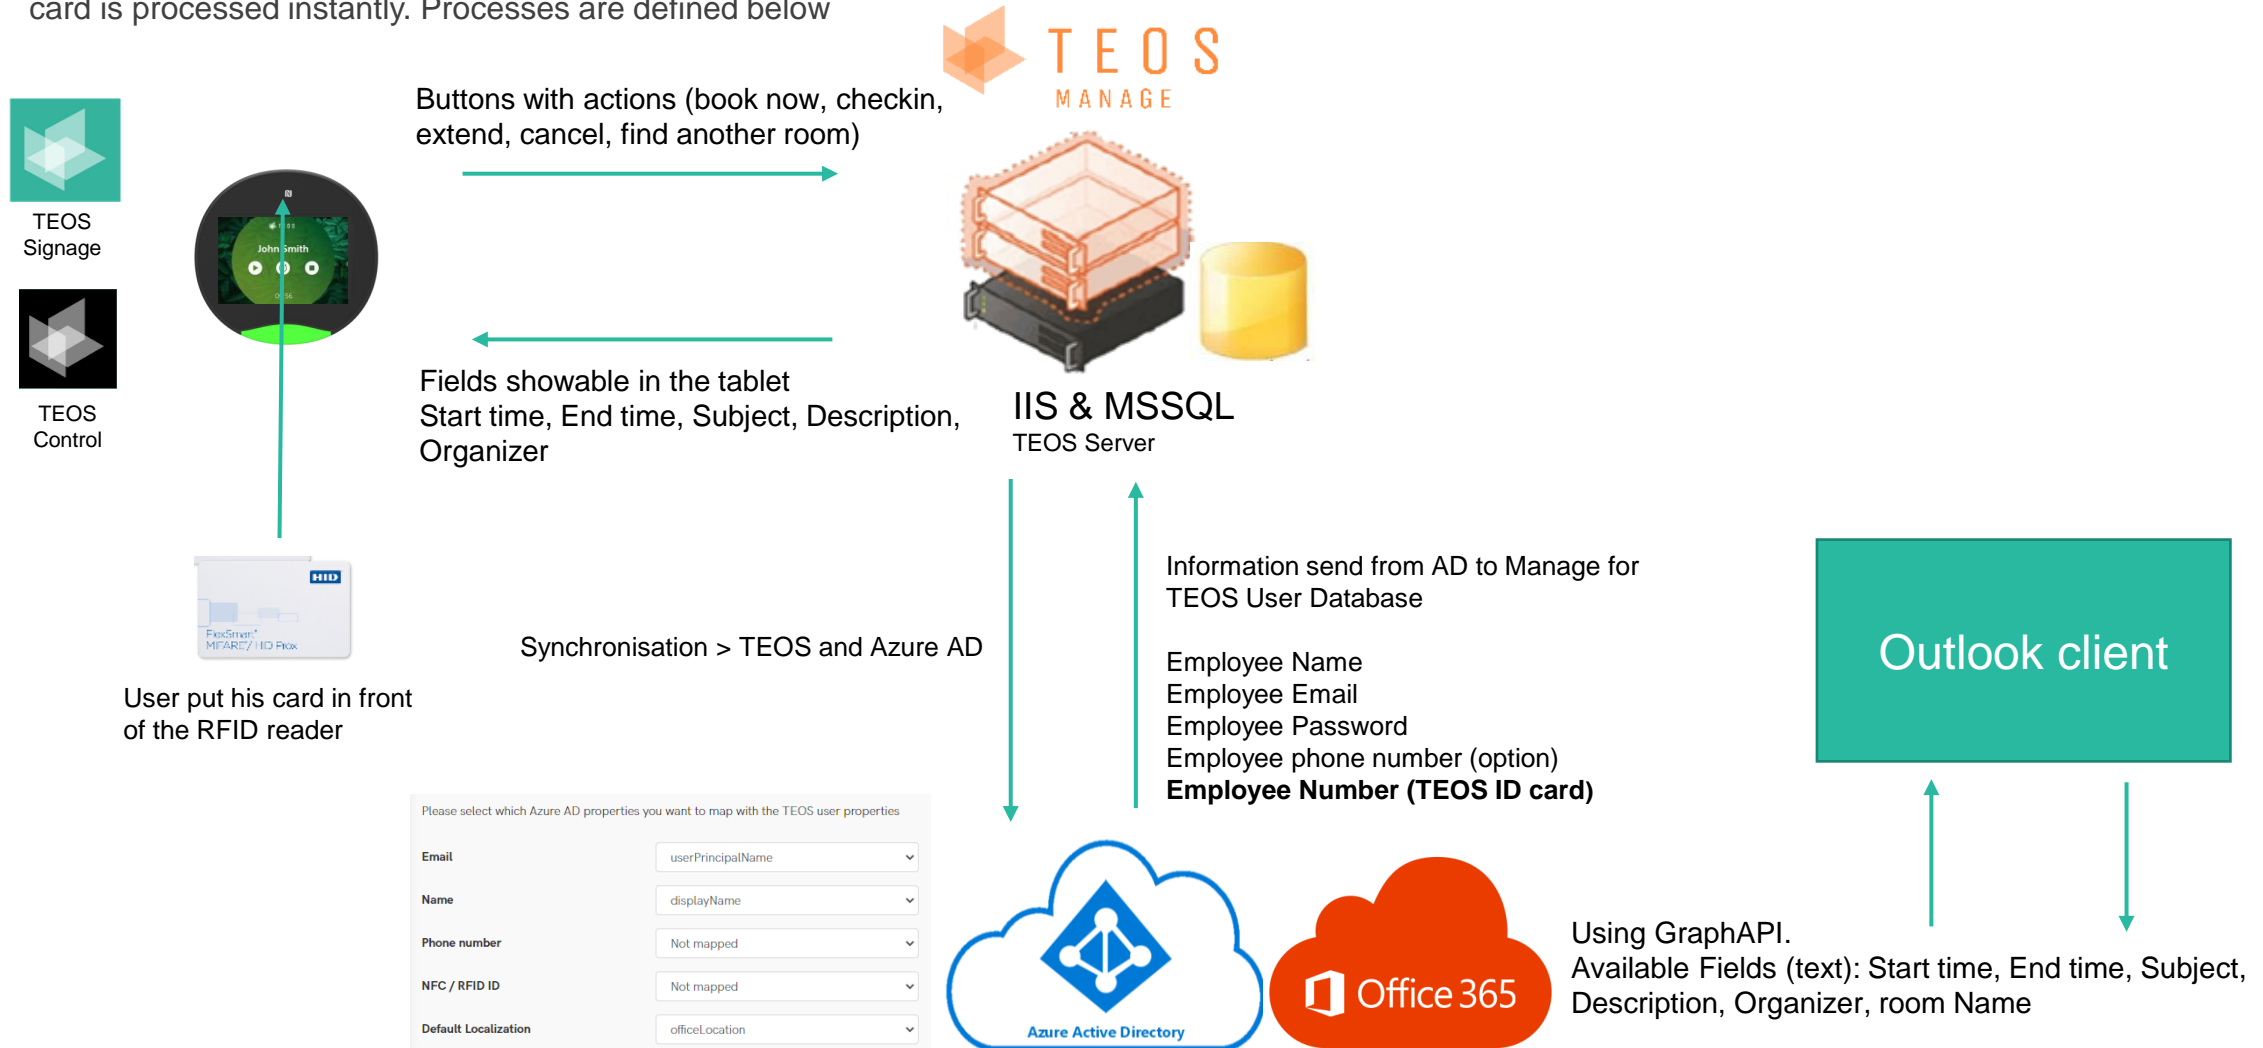 card is processed instantly. Processes are defined below
TEOS
MANAGE
Buttons with actions (book now, checkin,
extend, cancel, find another room)
TEOS
Signage
TEOS
John Smith
TEOS
Control
Fields showable in the tablet
Start time, End time, Subject, Description,
Organizer
IIS & MSSQL
TEOS Server
HID
FlexSmart®
MIFARE®/ HID Prox
User put his card in front
of the RFID reader
Synchronisation > TEOS and Azure AD
Information send from AD to Manage for
TEOS User Database
Employee Name
Employee Email
Employee Password
Employee phone number (option)
Employee Number (TEOS ID card)
Outlook client
Please select which Azure AD properties you want to map with the TEOS user properties
Email userPrincipalName
Name displayName
Phone number Not mapped
NFC / RFID ID Not mapped
Default Localization officeLocation
Azure Active Directory
Office 365
Using GraphAPI.
Available Fields (text): Start time, End time, Subject,
Description, Organizer, room Name